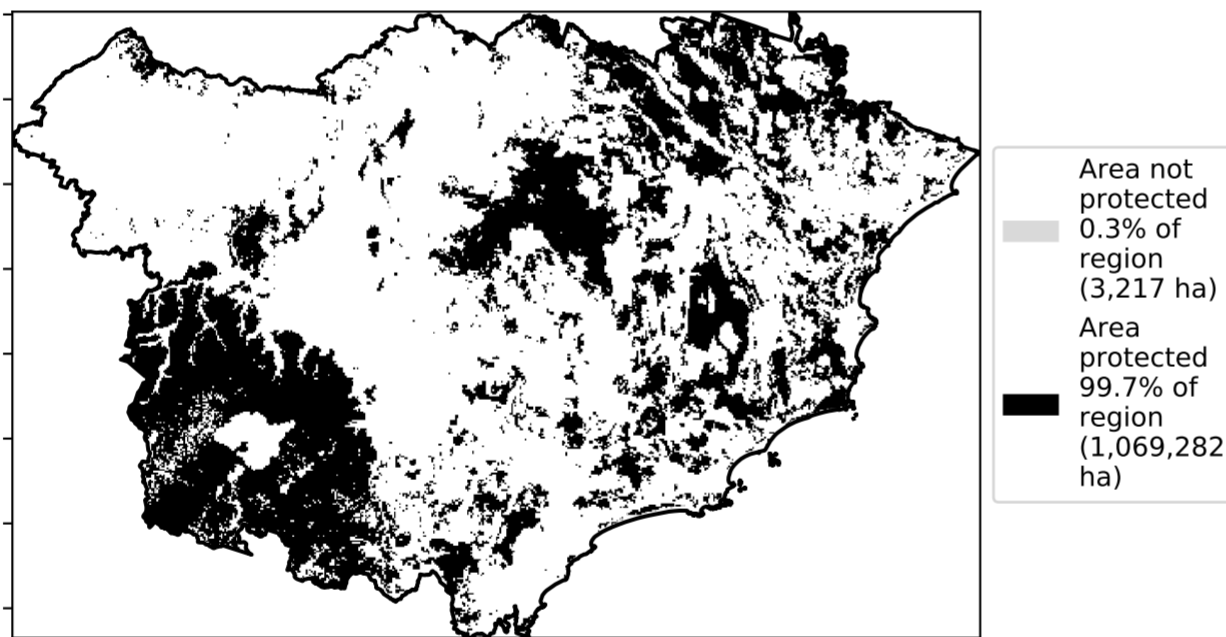 Area not
protected
0.3% of
region
(3,217 ha)
Area
protected
99.7% of
region
(1,069,282
ha)